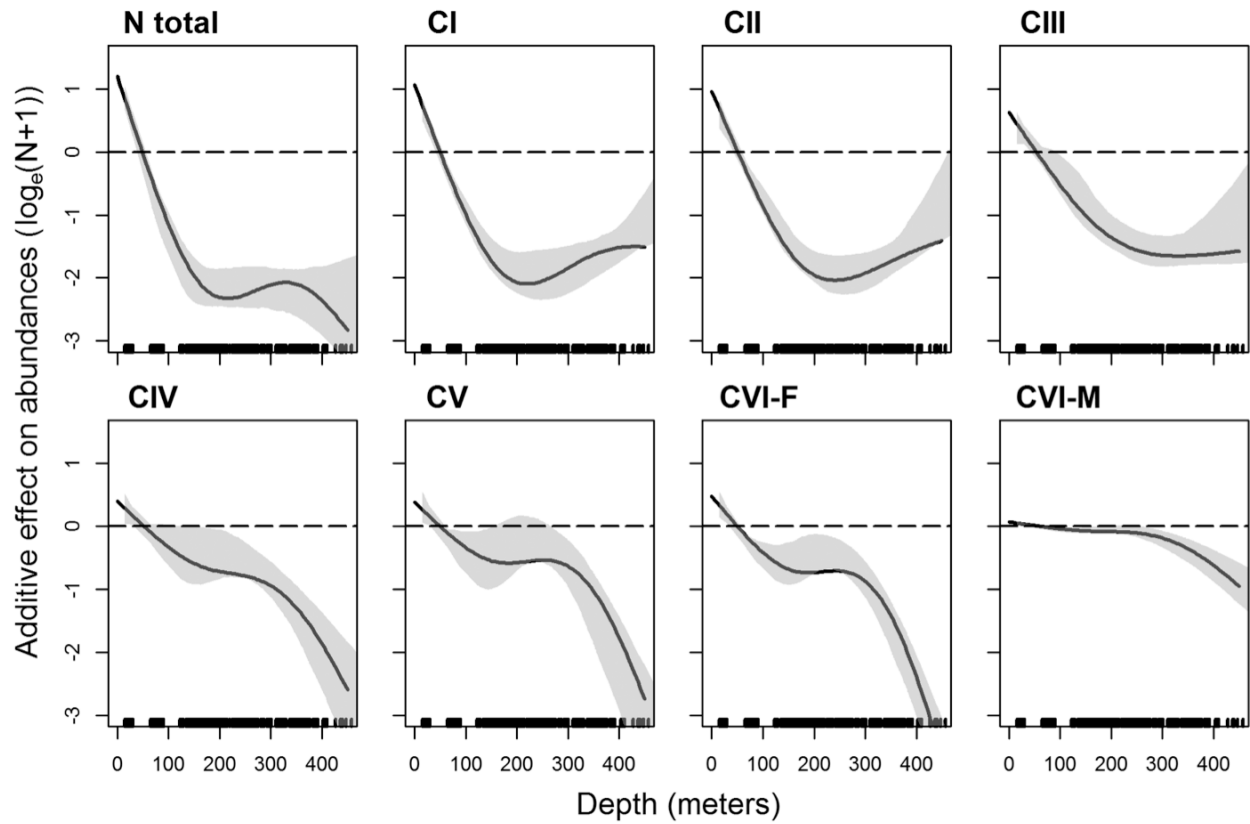 N total
CI
CII
CIII
1
0
-1
-2
-3
CIV
CV
CVI-F
CVI-M
1
0
-1
-2
-3
0 100 200 300 400
0 100 200 300 400
0 100 200 300 400
0 100 200 300 400
Additive effect on abundances (logₑ(N+1))
Depth (meters)